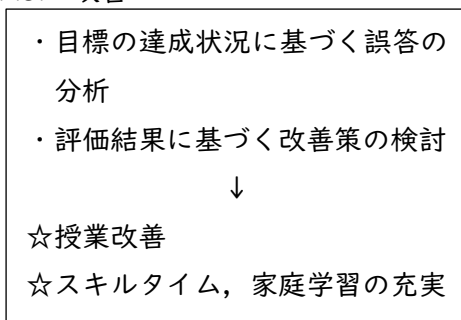 ・目標の達成状況に基づく誤答の
分析
・評価結果に基づく改善策の検討
↓
☆授業改善
☆スキルタイム，家庭学習の充実